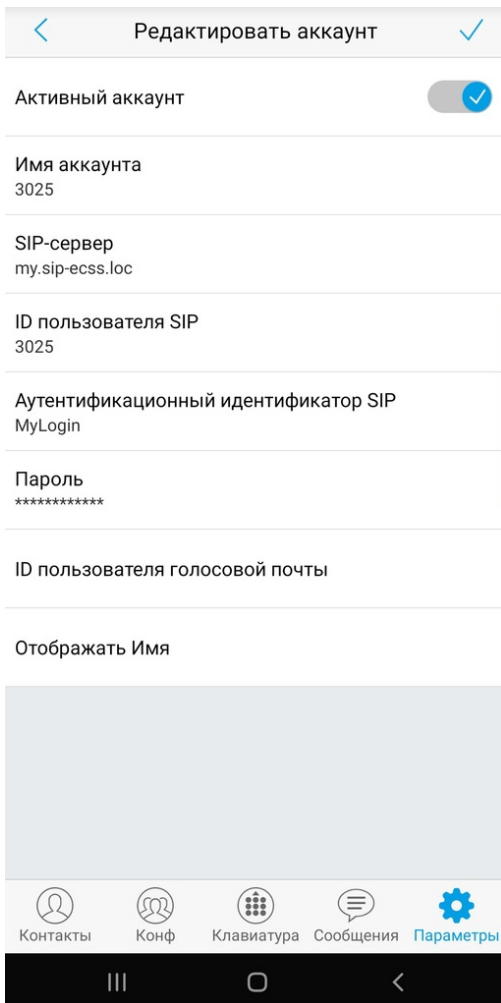 Редактировать аккаунт
Активный аккаунт
Имя аккаунта
3025
SIP-сервер
my.sip-ecss.loc
ID пользователя SIP
3025
Аутентификационный идентификатор SIP
MyLogin
Пароль
************
ID пользователя голосовой почты
Отображать Имя
Контакты Конф Клавиатура Сообщения Параметры